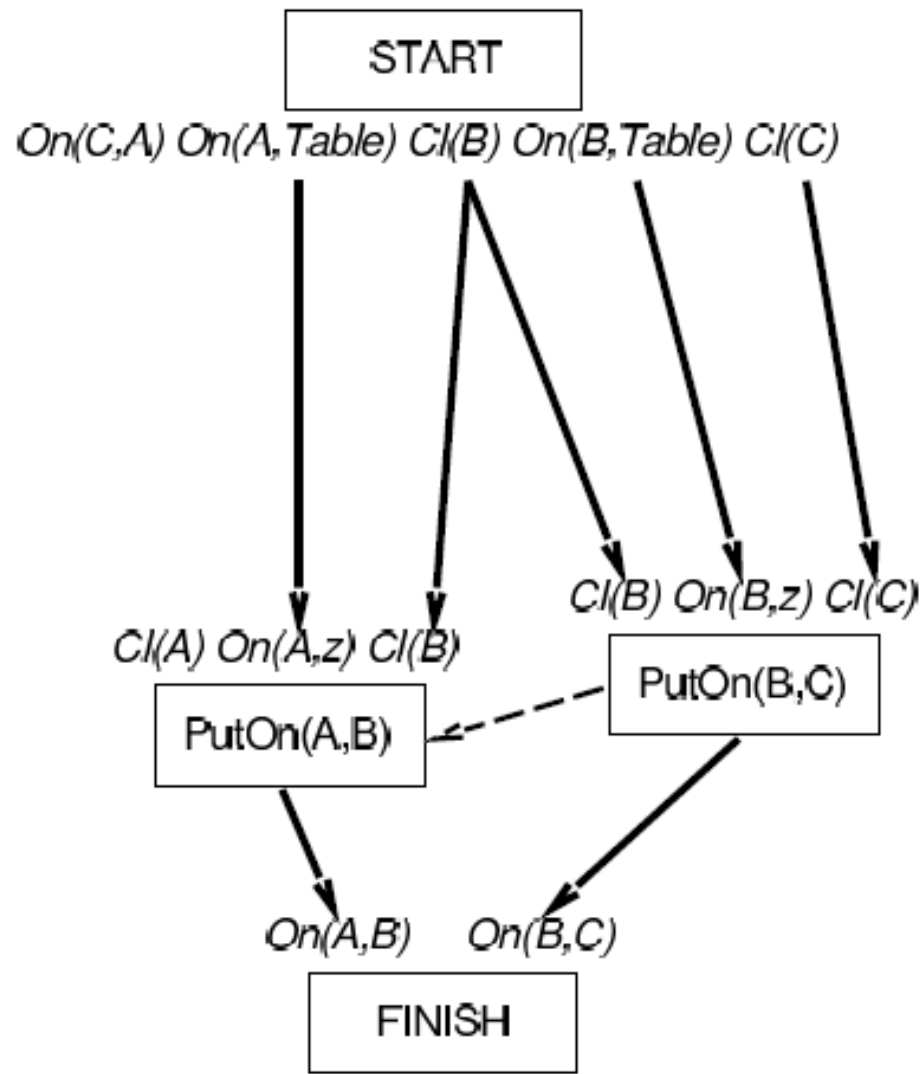 START
On(C,A) On(A,Table) Cl(B) On(B,Table) Cl(C)
Cl(B) On(B,z) Cl(C)
Cl(A) On(A,z) Cl(B)
PutOn(B,C)
PutOn(A,B)
On(A,B) On(B,C)
FINISH